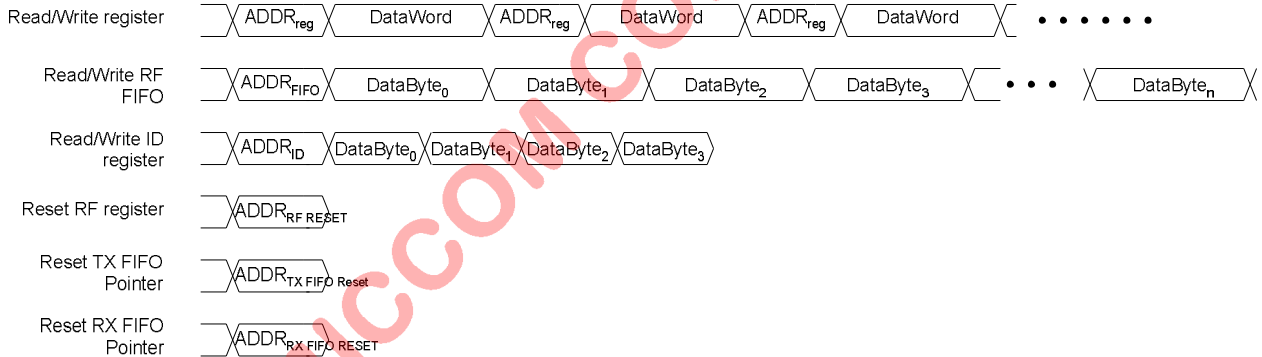 Read/Write register ADDRreg DataWord ADDRreg DataWord ADDRreg DataWord
Read/Write RF
FIFO
ADDRFIFO DataByte0 DataByte1 DataByte2 DataByte3 DataByten
Read/Write ID
register
ADDRID DataByte0 DataByte1 DataByte2 DataByte3
Reset RF register ADDRRF RESET
Reset TX FIFO
Pointer
ADDRTX FIFO Reset
Reset RX FIFO
Pointer
ADDRRX FIFO RESET